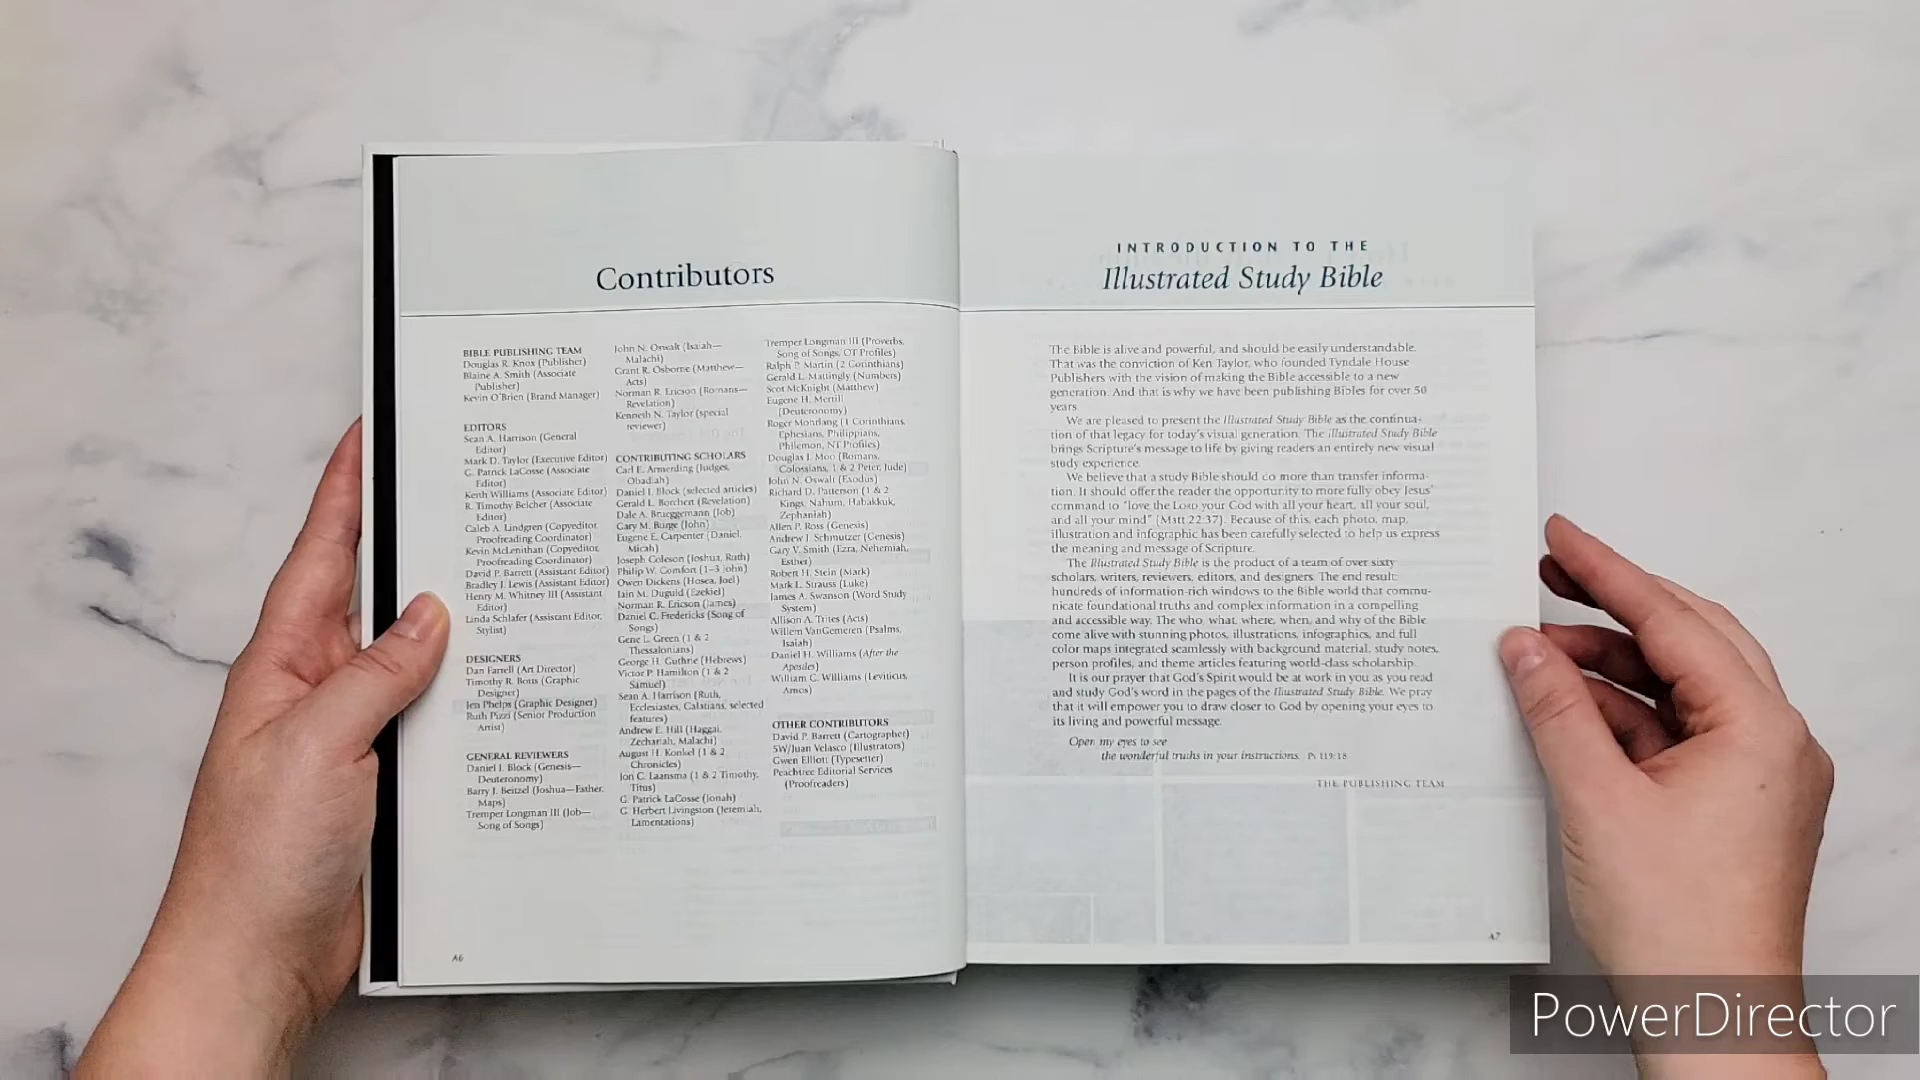 Contributors
BIBLE PUBLISHING TEAM
Douglas R. Knox (Publisher)
Blaine A. Smith (Associate
Publisher)
Kevin O'Brien (Brand Manager)
EDITORS
Sean A. Harrison (General
Editor)
Mark D. Taylor (Executive Editor)
G. Patrick LaCosse (Associate
Editor)
Keith Williams (Associate Editor)
R. Timothy Belcher (Associate
Editor)
Caleb A. Lindgren (Copyeditor,
Proofreading Coordinator)
Kevin McLenithan (Copyeditor,
Proofreading Coordinator)
David P. Barrett (Assistant Editor)
Bradley J. Lewis (Assistant Editor)
Henry M. Whitney III (Assistant
Editor)
Linda Schlafer (Assistant Editor,
Stylist)
DESIGNERS
Dan Farrell (Art Director)
Timothy R. Botts (Graphic
Designer)
Jen Phelps (Graphic Designer)
Ruth Pizzi (Senior Production
Artist)
GENERAL REVIEWERS
Daniel I. Block (Genesis—
Deuteronomy)
Barry J. Beitzel (Joshua—Esther,
Maps)
Tremper Longman III (Job—
Song of Songs)
John N. Oswalt (Isaiah—
Malachi)
Grant R. Osborne (Matthew—
Acts)
Norman R. Ericson (Romans—
Revelation)
Kenneth N. Taylor (special
reviewer)
CONTRIBUTING SCHOLARS
Carl E. Armerding (Judges,
Obadiah)
Daniel I. Block (selected articles)
Gerald L. Borchert (Revelation)
Dale A. Brueggemann (Job)
Gary M. Burge (John)
Eugene E. Carpenter (Daniel,
Micah)
Joseph Coleson (Joshua, Ruth)
Philip W. Comfort (1–3 John)
Owen Dickens (Hosea, Joel)
Iain M. Duguid (Ezekiel)
Norman R. Ericson (James)
Daniel C. Fredericks (Song of
Songs)
Gene L. Green (1 & 2
Thessalonians)
George H. Guthrie (Hebrews)
Victor P. Hamilton (1 & 2
Samuel)
Sean A. Harrison (Ruth,
Ecclesiastes, Galatians, selected
features)
Andrew E. Hill (Haggai,
Zechariah, Malachi)
August H. Konkel (1 & 2
Chronicles)
Jon C. Laansma (1 & 2 Timothy,
Titus)
G. Patrick LaCosse (Jonah)
G. Herbert Livingston (Jeremiah,
Lamentations)
Tremper Longman III (Proverbs,
Song of Songs, OT Profiles)
Ralph P. Martin (2 Corinthians)
Gerald L. Mattingly (Numbers)
Scot McKnight (Matthew)
Eugene H. Merrill
(Deuteronomy)
Roger Mohrlang (1 Corinthians,
Ephesians, Philippians,
Philemon, NT Profiles)
Douglas J. Moo (Romans,
Colossians, 1 & 2 Peter, Jude)
John N. Oswalt (Exodus)
Richard D. Patterson (1 & 2
Kings, Nahum, Habakkuk,
Zephaniah)
Allen P. Ross (Genesis)
Andrew J. Schmutzer (Genesis)
Gary V. Smith (Ezra, Nehemiah,
Esther)
Robert H. Stein (Mark)
Mark L. Strauss (Luke)
James A. Swanson (Word Study
System)
Allison A. Trites (Acts)
Willem VanGemeren (Psalms,
Isaiah)
Daniel H. Williams (After the
Apostles)
William C. Williams (Leviticus,
Amos)
OTHER CONTRIBUTORS
David P. Barrett (Cartographer)
5W/Juan Velasco (Illustrators)
Gwen Elliott (Typesetter)
Peachtree Editorial Services
(Proofreaders)
A6
INTRODUCTION TO THE
Illustrated Study Bible
The Bible is alive and powerful, and should be easily understandable.
That was the conviction of Ken Taylor, who founded Tyndale House
Publishers with the vision of making the Bible accessible to a new
generation. And that is why we have been publishing Bibles for over 50
years.
We are pleased to present the Illustrated Study Bible as the continua-
tion of that legacy for today's visual generation. The Illustrated Study Bible
brings Scripture's message to life by giving readers an entirely new visual
study experience.
We believe that a study Bible should do more than transfer informa-
tion. It should offer the reader the opportunity to more fully obey Jesus'
command to "love the LORD your God with all your heart, all your soul,
and all your mind" (Matt 22:37). Because of this, each photo, map,
illustration and infographic has been carefully selected to help us express
the meaning and message of Scripture.
The Illustrated Study Bible is the product of a team of over sixty
scholars, writers, reviewers, editors, and designers. The end result:
hundreds of information-rich windows to the Bible world that commu-
nicate foundational truths and complex information in a compelling
and accessible way. The who, what, where, when, and why of the Bible
come alive with stunning photos, illustrations, infographics, and full
color maps integrated seamlessly with background material, study notes,
person profiles, and theme articles featuring world-class scholarship.
It is our prayer that God's Spirit would be at work in you as you read
and study God's word in the pages of the Illustrated Study Bible. We pray
that it will empower you to draw closer to God by opening your eyes to
its living and powerful message.
Open my eyes to see
the wonderful truths in your instructions. Ps 119:18
THE PUBLISHING TEAM
A7
PowerDirector